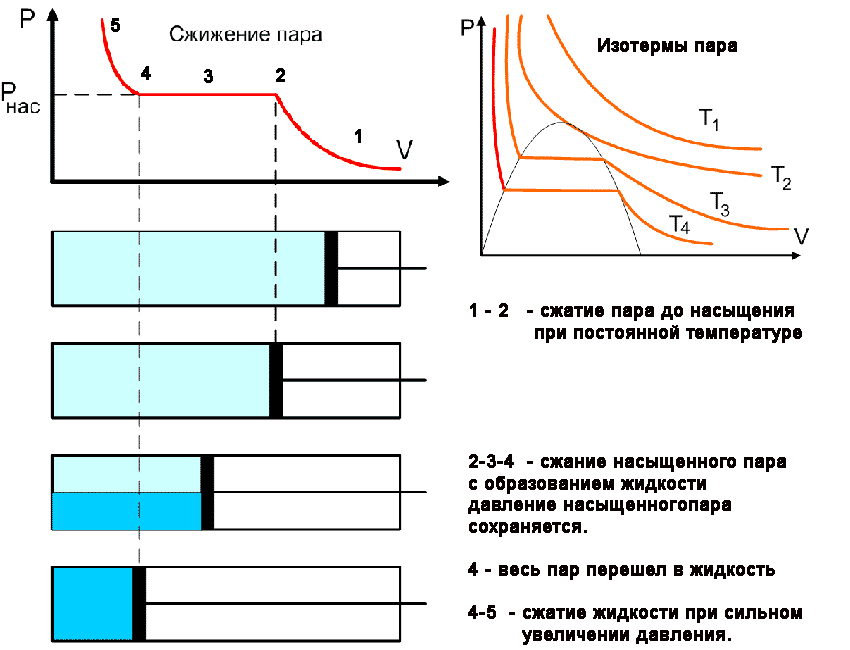 P
5
Сжижение пара
4
3
2
Pнас
1
V
P
Изотермы пара
T1
T2
T3
T4
V
1 - 2 - сжатие пара до насыщения
при постоянной температуре
2-3-4 - сжание насыщенного пара
с образованием жидкости
давление насыщенногопара
сохраняется.
4 - весь пар перешел в жидкость
4-5 - сжатие жидкости при сильном
увеличении давления.